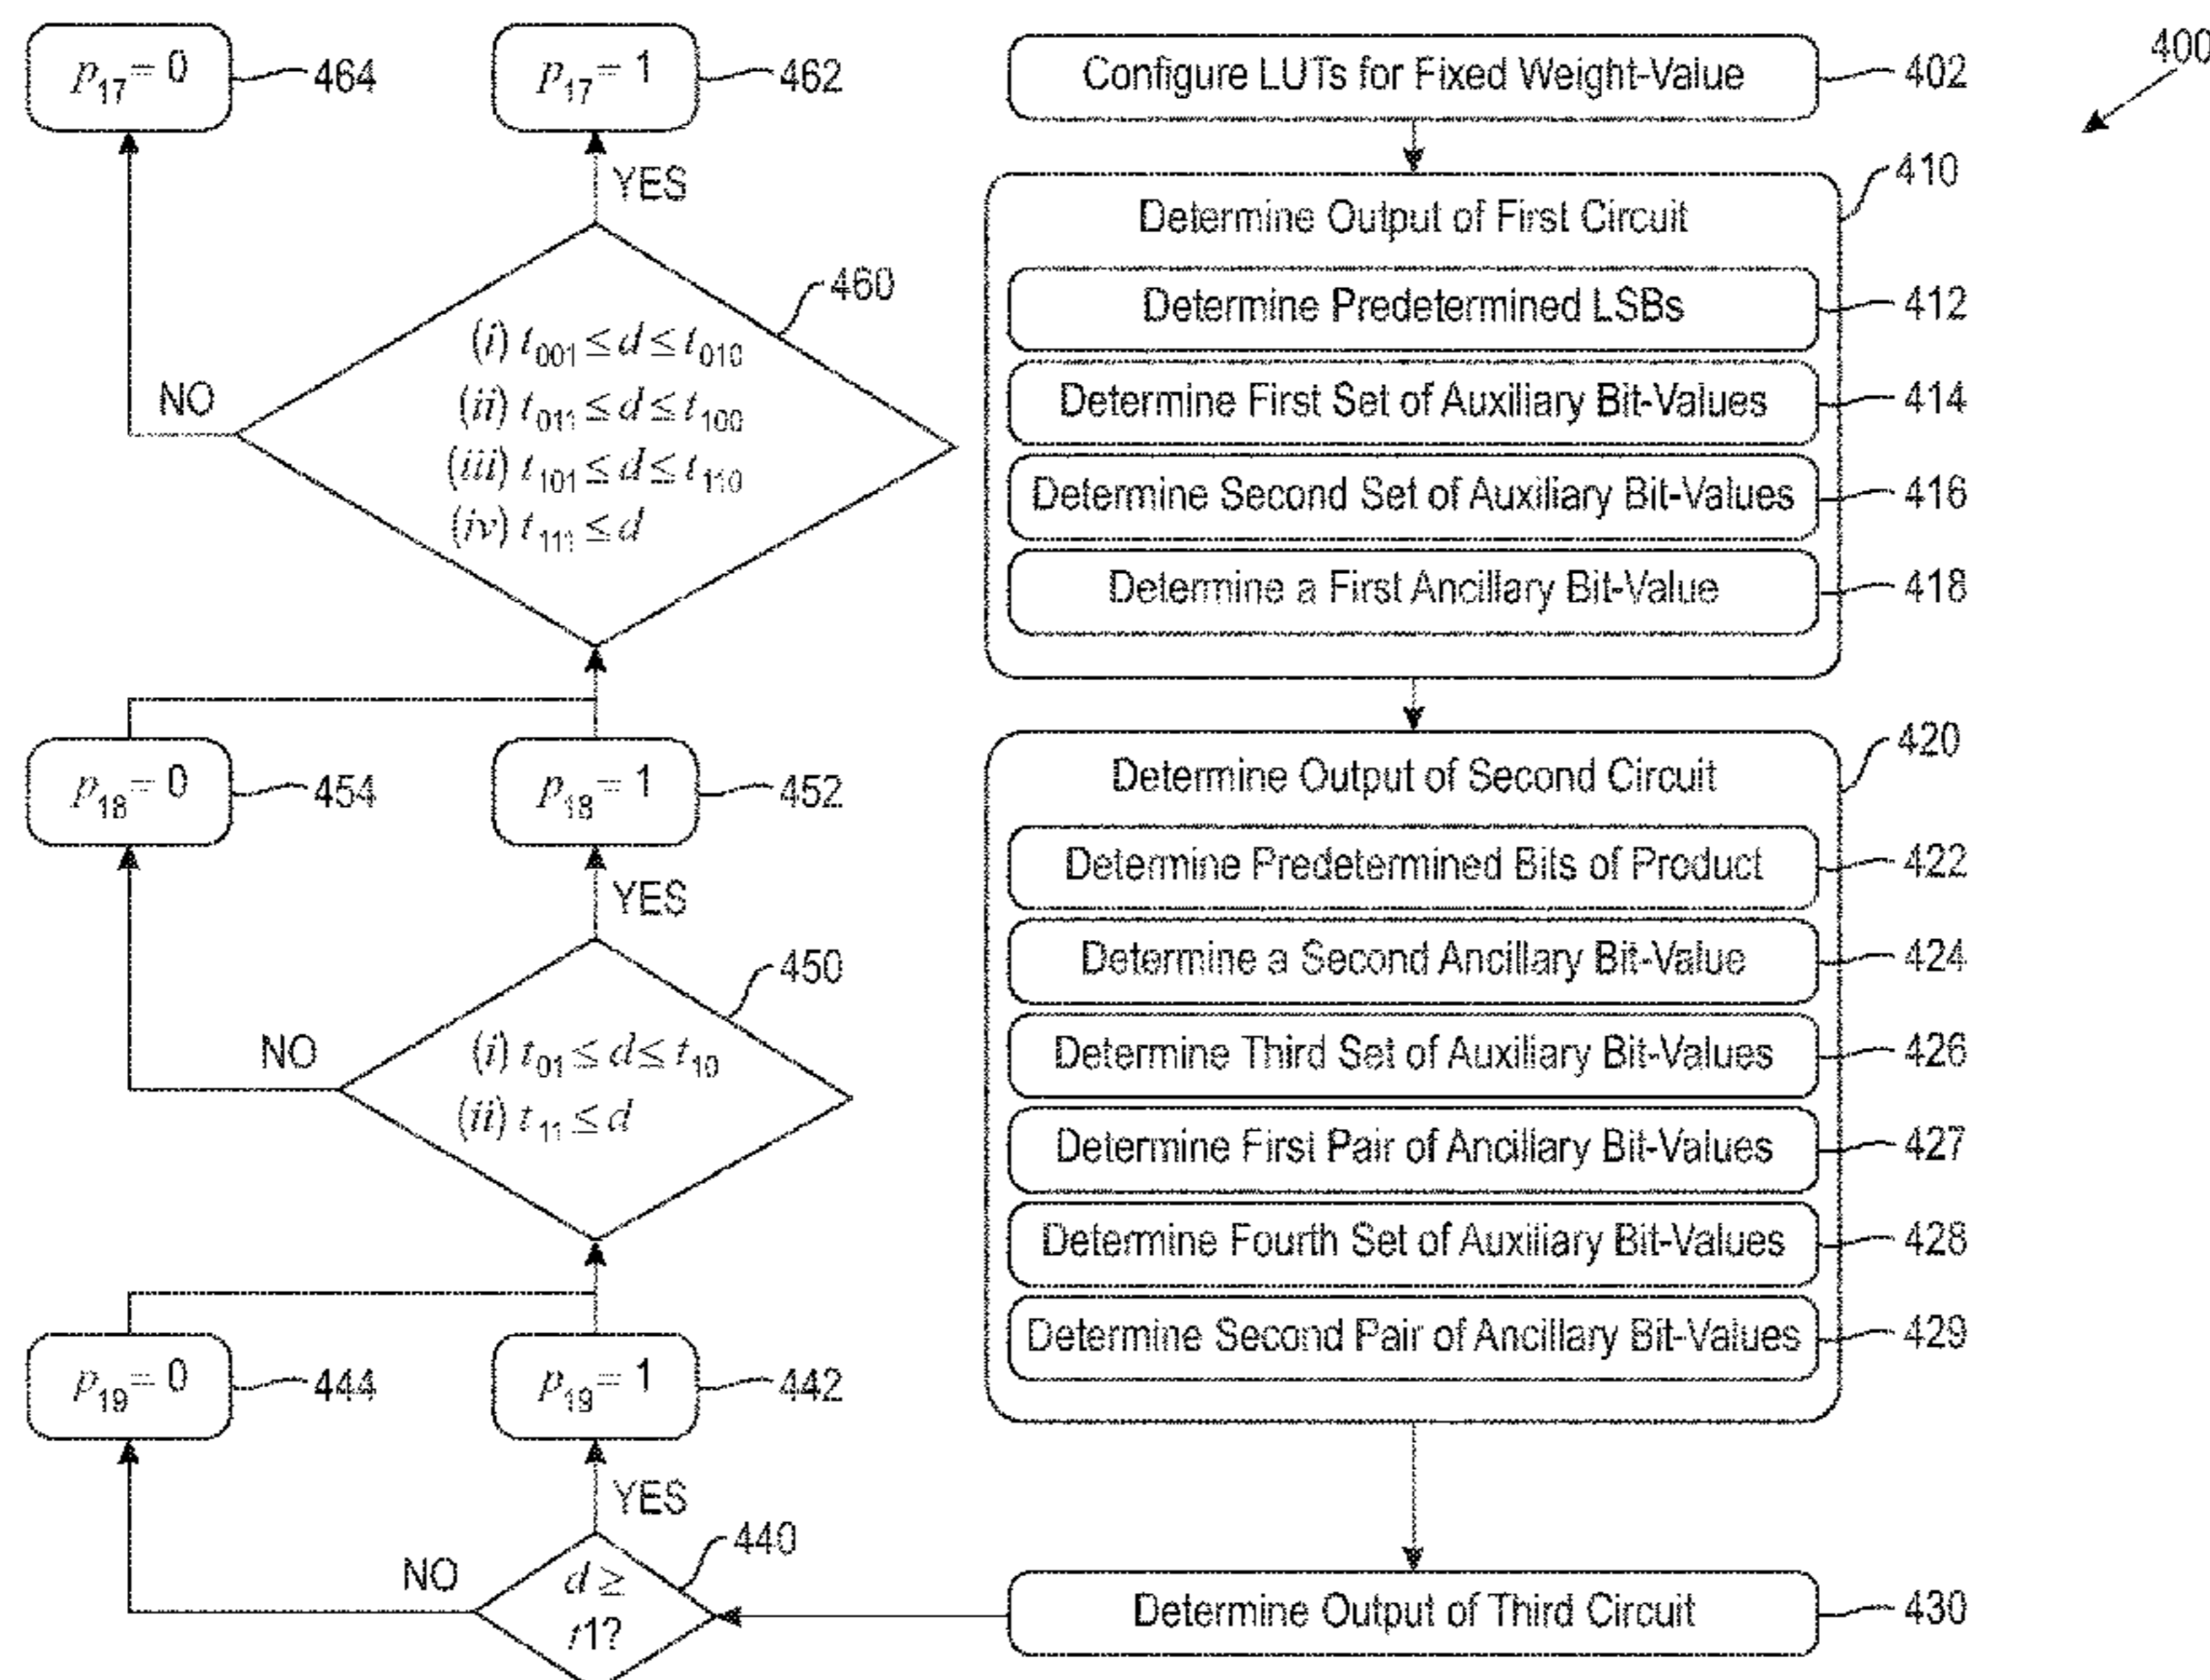 400
Configure LUTs for Fixed Weight-Value
402
410
Determine Output of First Circuit
Determine Predetermined LSBs
412
Determine First Set of Auxiliary Bit-Values
414
Determine Second Set of Auxiliary Bit-Values
416
Determine a First Ancillary Bit-Value
418
420
Determine Output of Second Circuit
Determine Predetermined Bits of Product
422
Determine a Second Ancillary Bit-Value
424
Determine Third Set of Auxiliary Bit-Values
426
Determine First Pair of Ancillary Bit-Values
427
Determine Fourth Set of Auxiliary Bit-Values
428
Determine Second Pair of Ancillary Bit-Values
429
Determine Output of Third Circuit
430
440
d ≥
t1?
YES
NO
p₁₉ = 1
442
p₁₉ = 0
444
450
(i) t₀₁ ≤ d ≤ t₁₀
(ii) t₁₁ ≤ d
YES
NO
p₁₈ = 1
452
p₁₈ = 0
454
460
(i) t₀₀₁ ≤ d ≤ t₀₁₀
(ii) t₀₁₁ ≤ d ≤ t₁₀₀
(iii) t₁₀₁ ≤ d ≤ t₁₁₀
(iv) t₁₁₁ ≤ d
YES
NO
p₁₇ = 1
462
p₁₇ = 0
464